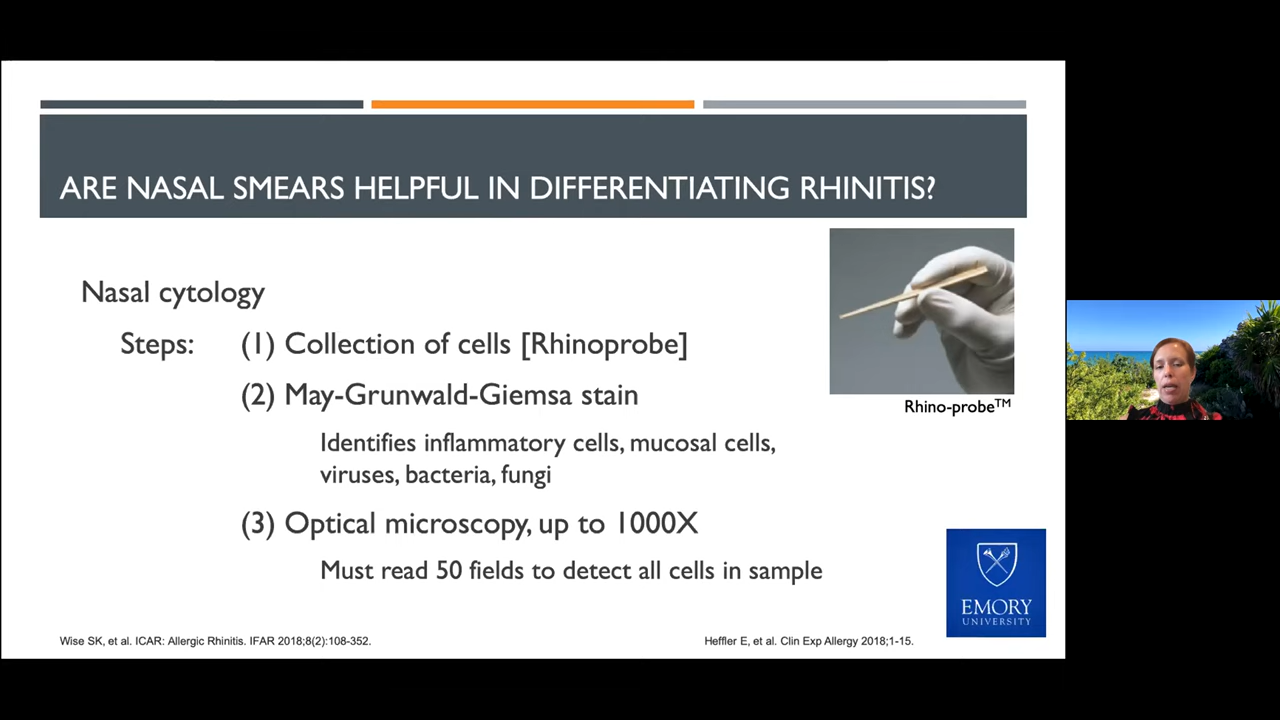 ARE NASAL SMEARS HELPFUL IN DIFFERENTIATING RHINITIS?
Nasal cytology
Steps: (1) Collection of cells [Rhinoprobe]
(2) May-Grunwald-Giemsa stain
Identifies inflammatory cells, mucosal cells,
viruses, bacteria, fungi
(3) Optical microscopy, up to 1000X
Must read 50 fields to detect all cells in sample
Rhino-probe™
EMORY
UNIVERSITY
Wise SK, et al. ICAR: Allergic Rhinitis. IFAR 2018;8(2):108-352.
Heffler E, et al. Clin Exp Allergy 2018;1-15.